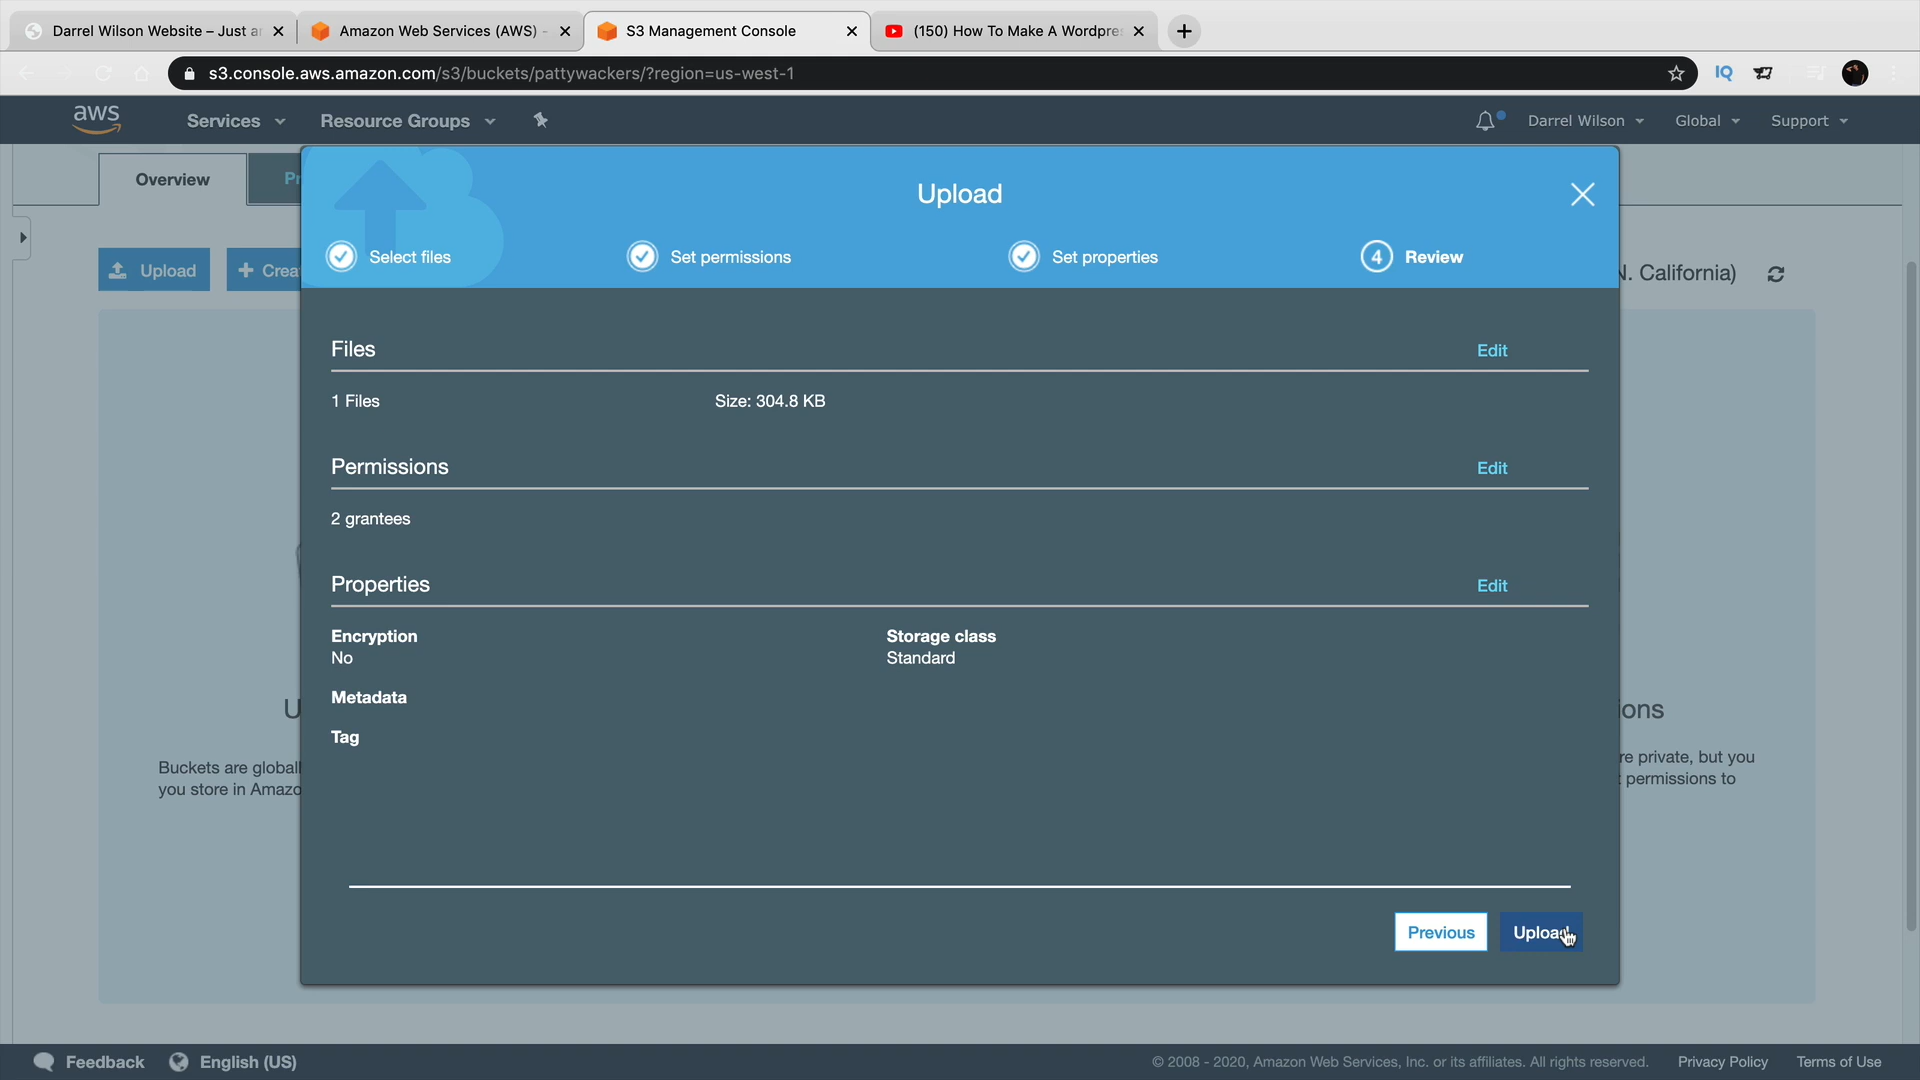 Darrel Wilson Website – Just a
Amazon Web Services (AWS) -
S3 Management Console
(150) How To Make A Wordpre
s3.console.aws.amazon.com/s3/buckets/pattywackers/?region=us-west-1
IQ
aws
Services
Resource Groups
Darrel Wilson
Global
Support
Overview
Pr
Upload
Select files
Set permissions
Set properties
4 Review
Upload
Crea
N. California)
Files
Edit
1 Files
Size: 304.8 KB
Permissions
Edit
2 grantees
Properties
Edit
Encryption
No
Storage class
Standard
Metadata
Tag
U
Buckets are globall
you store in Amazo
ions
re private, but you
permissions to
Previous
Upload
Feedback
English (US)
© 2008 - 2020, Amazon Web Services, Inc. or its affiliates. All rights reserved.
Privacy Policy
Terms of Use